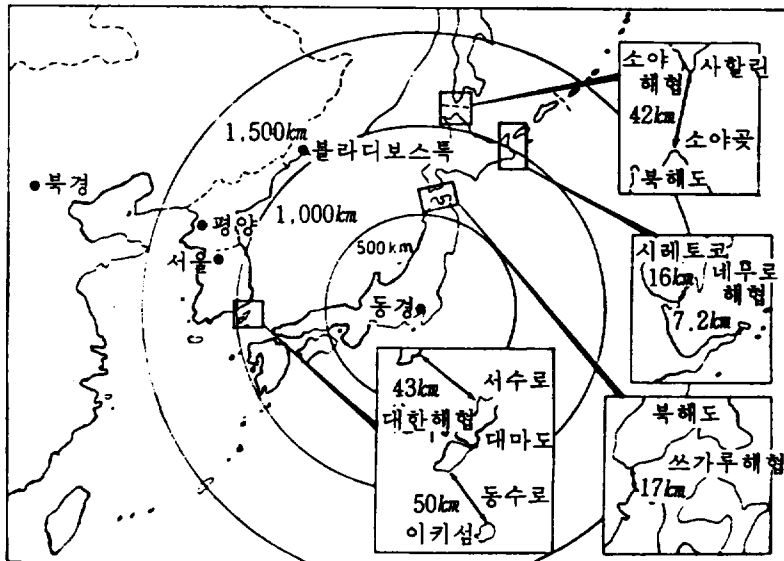 1,500km
블라디보스톡
북경
1,000km
평양
서울
500km
동경
소야
해협
사할린
42km
소야곶
북해도
시레토코
16km
네무로
해협
7.2km
43km
서수로
대한해협
대마도
50km
동수로
이키섬
북해도
쓰가루해협
17km